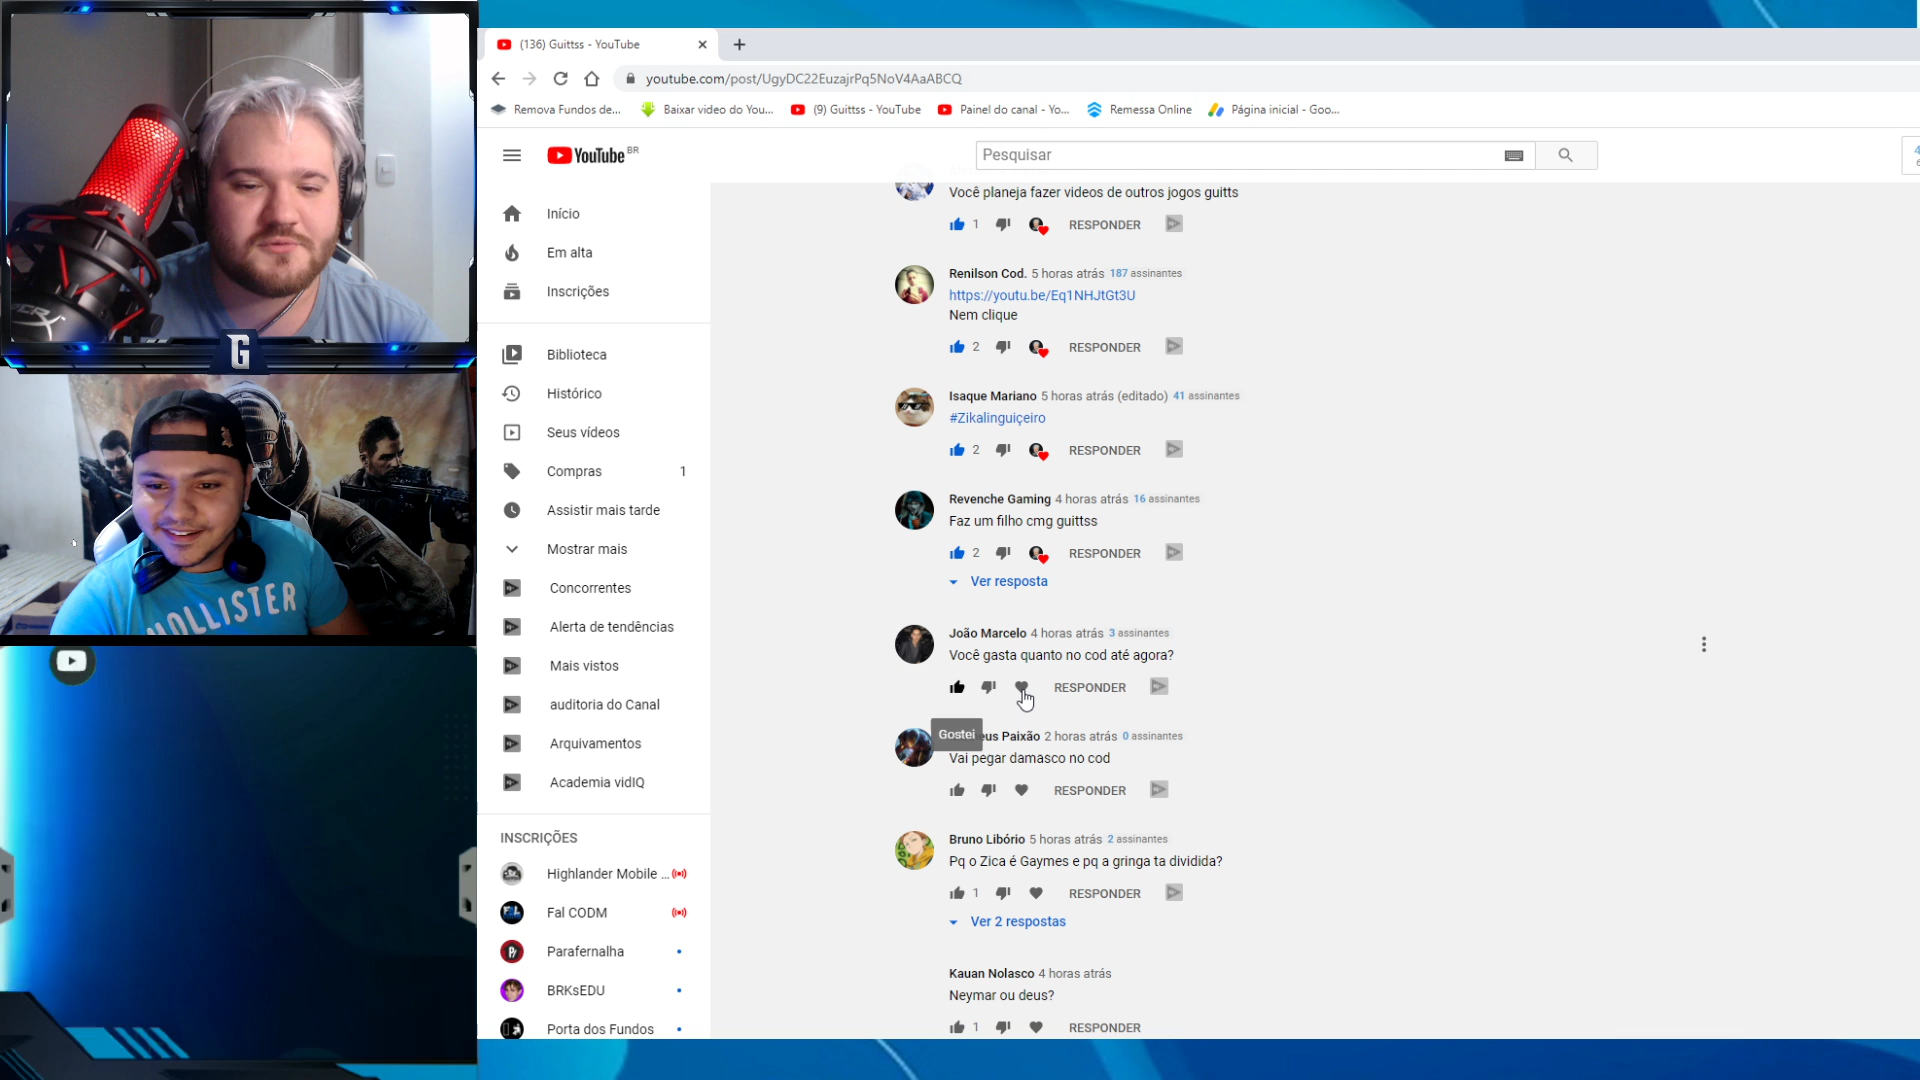 (136) Guittss - YouTube
youtube.com/post/UgyDC22EuzajrPq5NoV4AaABCQ
Remova Fundos de...
Baixar video do You...
(9) Guittss - YouTube
Painel do canal - Yo...
Remessa Online
Página inicial - Goo...
YouTube BR
Pesquisar
Início
Em alta
Inscrições
Biblioteca
Histórico
Seus vídeos
Compras 1
Assistir mais tarde
Mostrar mais
Concorrentes
Alerta de tendências
Mais vistos
auditoria do Canal
Arquivamentos
Academia vidIQ
INSCRIÇÕES
Highlander Mobile ...
Fal CODM
Parafernalha
BRKsEDU
Porta dos Fundos
Você planeja fazer videos de outros jogos guitts
1 RESPONDER
Renilson Cod. 5 horas atrás 187 assinantes
https://youtu.be/Eq1NHJtGt3U
Nem clique
2 RESPONDER
Isaque Mariano 5 horas atrás (editado) 41 assinantes
#Zikalinguiçeiro
2 RESPONDER
Revenche Gaming 4 horas atrás 16 assinantes
Faz um filho cmg guittss
2 RESPONDER
Ver resposta
João Marcelo 4 horas atrás 3 assinantes
Você gasta quanto no cod até agora?
RESPONDER
Gostei
eus Paixão 2 horas atrás 0 assinantes
Vai pegar damasco no cod
RESPONDER
Bruno Libório 5 horas atrás 2 assinantes
Pq o Zica é Gaymes e pq a gringa ta dividida?
1 RESPONDER
Ver 2 respostas
Kauan Nolasco 4 horas atrás
Neymar ou deus?
1 RESPONDER
G
HOLLISTER